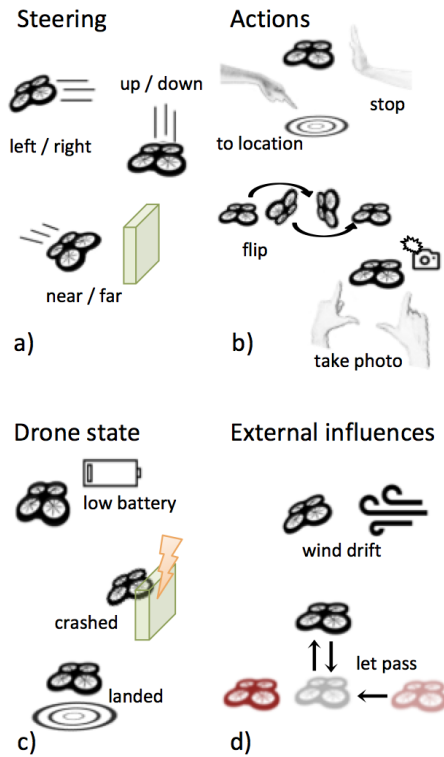 Steering
up / down
left / right
near / far
a)
Actions
stop
to location
flip
take photo
b)
Drone state
low battery
crashed
landed
c)
External influences
wind drift
let pass
d)